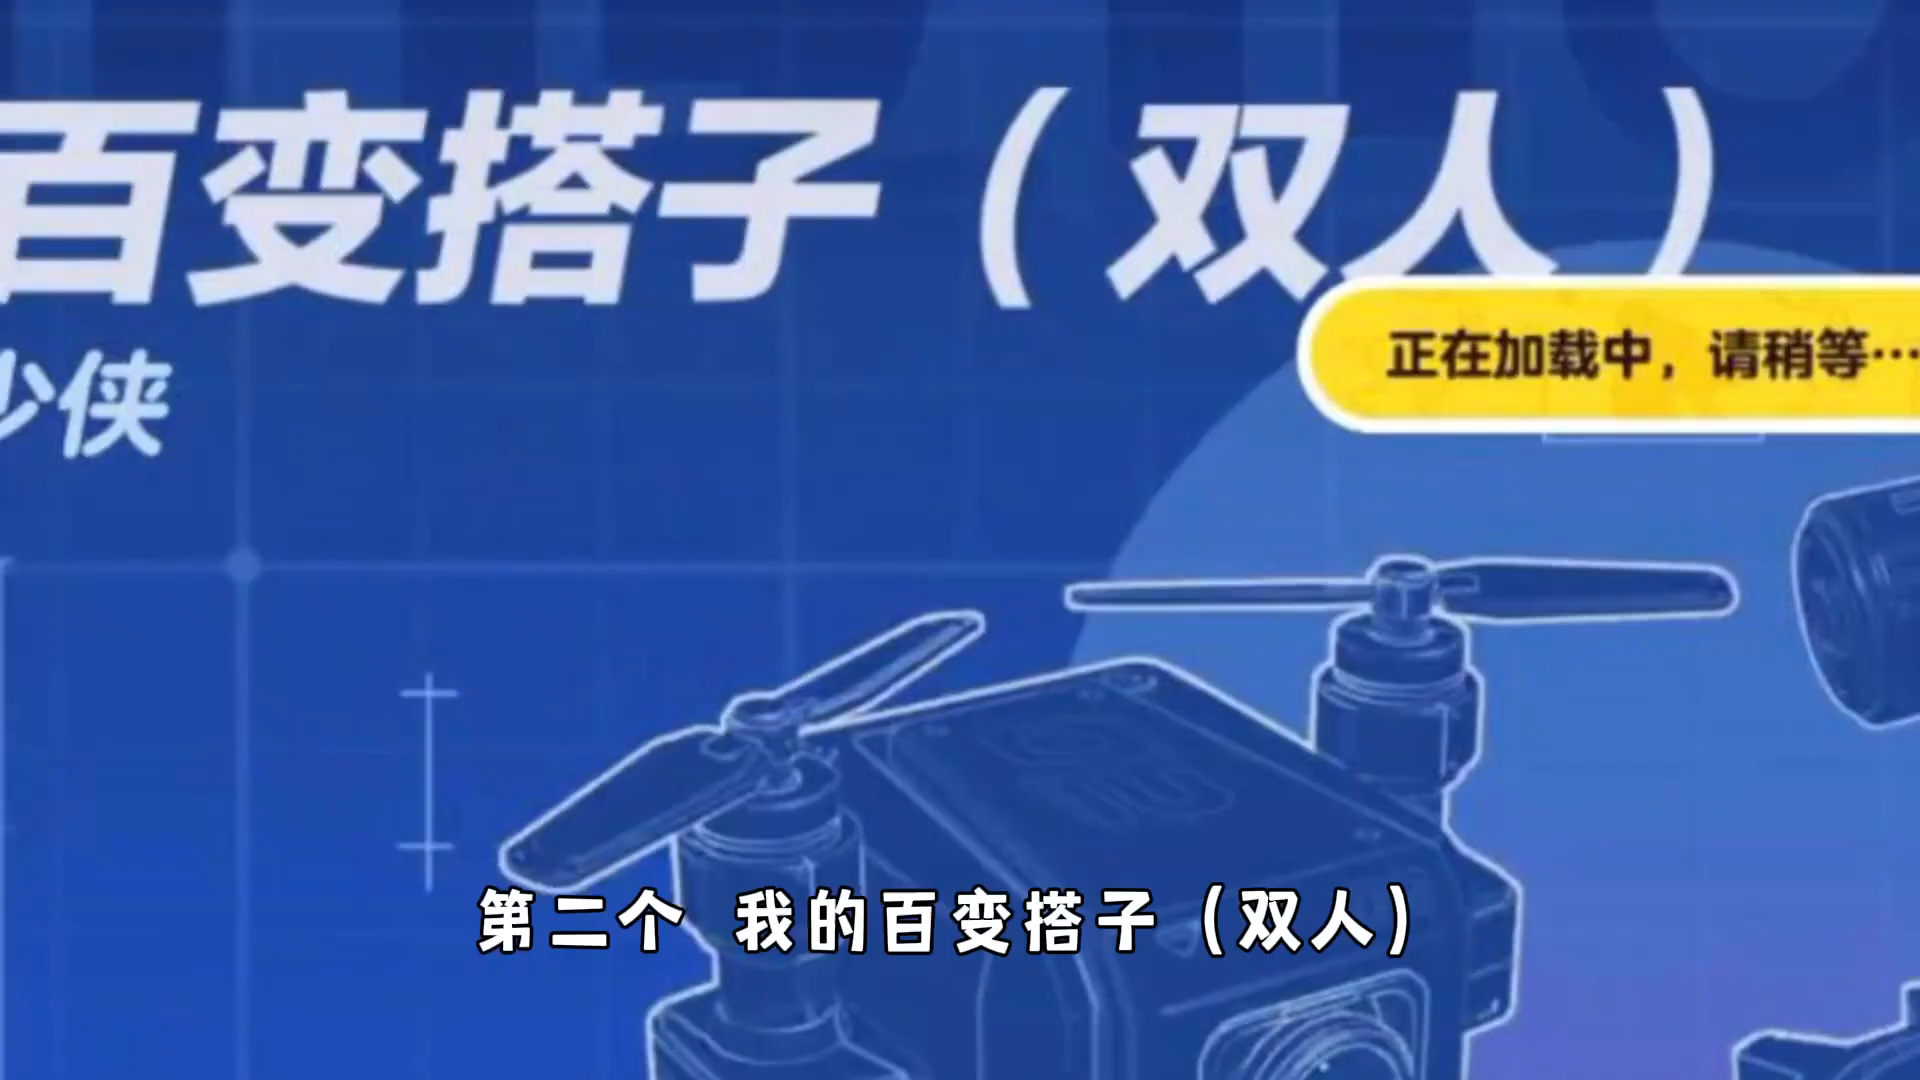 百变搭子（双人）
正在加载中，请稍等…
少侠
第二个 我的百变搭子（双人）